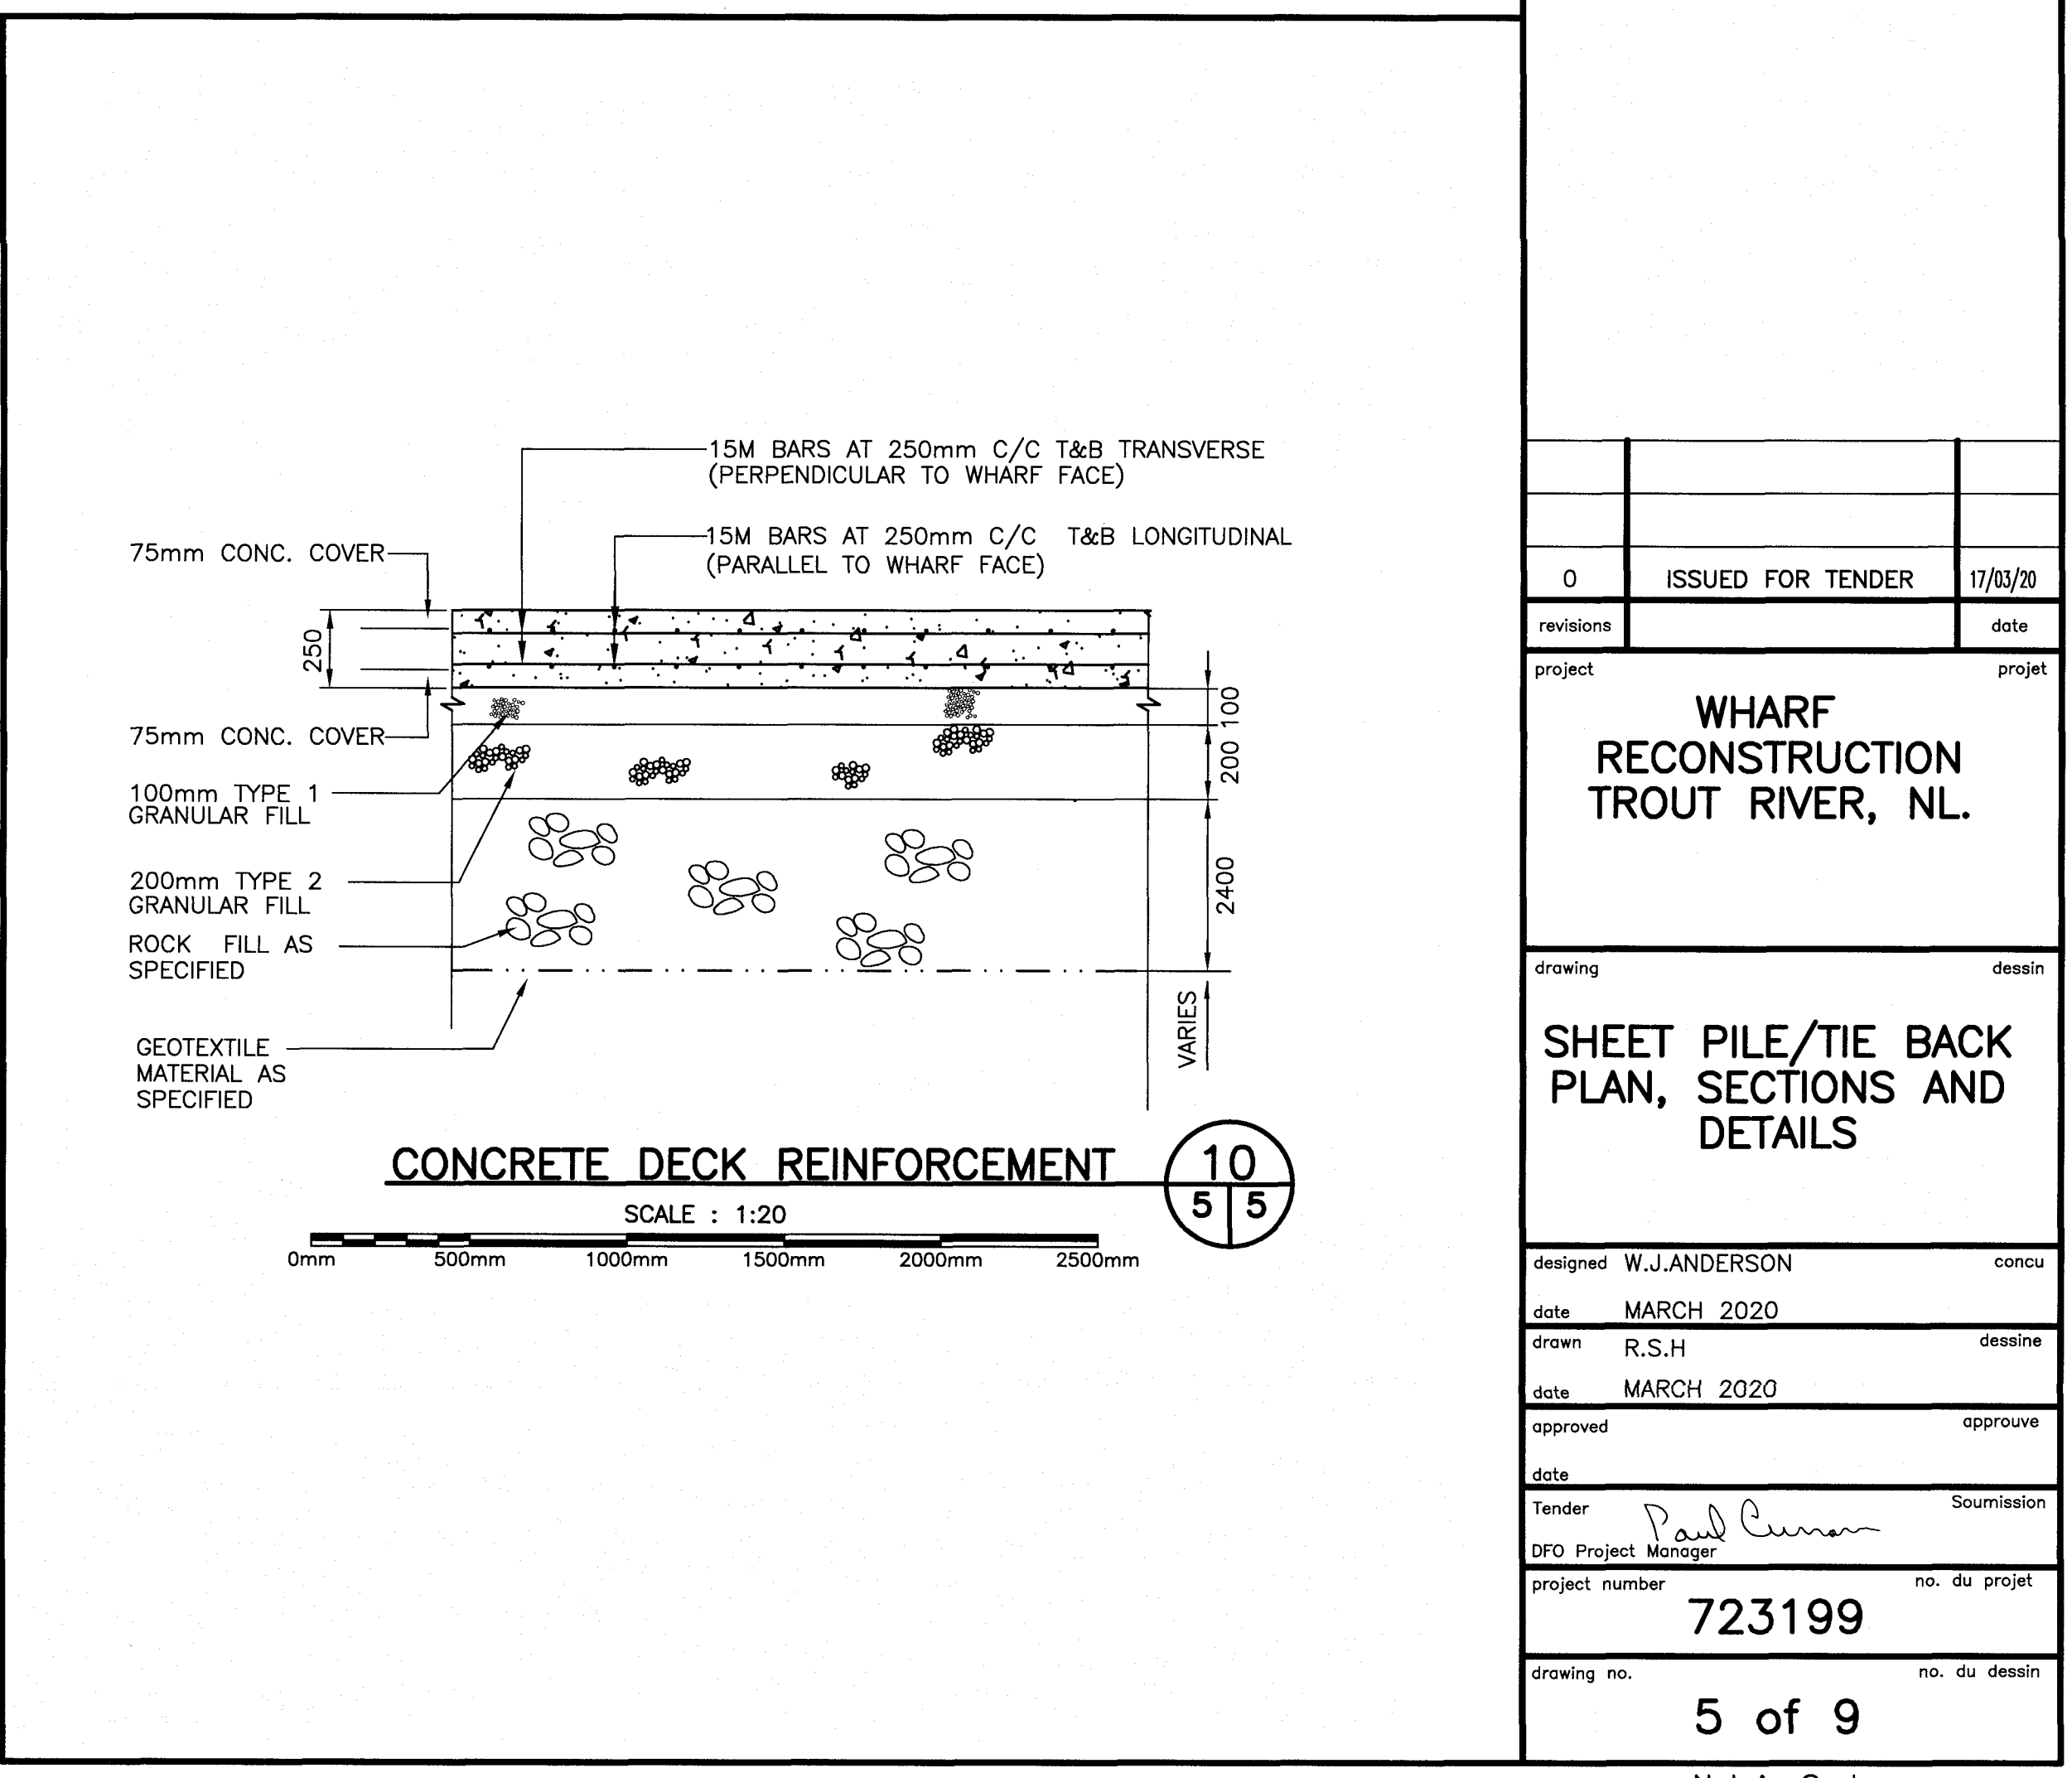 15M BARS AT 250mm C/C T&B TRANSVERSE
(PERPENDICULAR TO WHARF FACE)
15M BARS AT 250mm C/C T&B LONGITUDINAL
(PARALLEL TO WHARF FACE)
75mm CONC. COVER
250
75mm CONC. COVER
100mm TYPE 1
GRANULAR FILL
200mm TYPE 2
GRANULAR FILL
ROCK FILL AS
SPECIFIED
GEOTEXTILE
MATERIAL AS
SPECIFIED
100
200
2400
VARIES
CONCRETE DECK REINFORCEMENT
10
5 5
SCALE : 1:20
0mm 500mm 1000mm 1500mm 2000mm 2500mm
0 ISSUED FOR TENDER 17/03/20
revisions date
project projet
WHARF
RECONSTRUCTION
TROUT RIVER, NL.
drawing dessin
SHEET PILE/TIE BACK
PLAN, SECTIONS AND
DETAILS
designed W.J.ANDERSON concu
date MARCH 2020
drawn R.S.H dessine
date MARCH 2020
approved approuve
date
Tender Soumission
Paul Curran
DFO Project Manager
project number no. du projet
723199
drawing no. no. du dessin
5 of 9